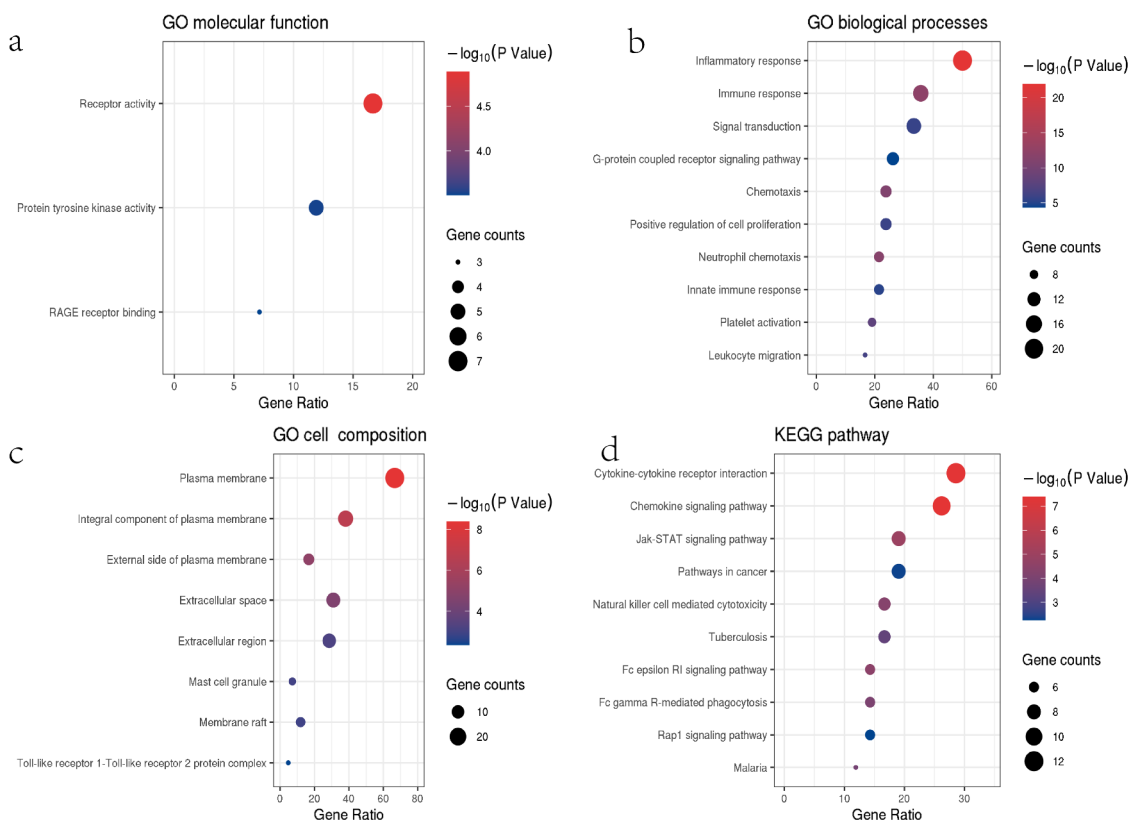 a
GO molecular function
Receptor activity
Protein tyrosine kinase activity
RAGE receptor binding
0 5 10 15 20
Gene Ratio
−log10(P Value)
4.5
4.0
Gene counts
3
4
5
6
7
b
GO biological processes
Inflammatory response
Immune response
Signal transduction
G-protein coupled receptor signaling pathway
Chemotaxis
Positive regulation of cell proliferation
Neutrophil chemotaxis
Innate immune response
Platelet activation
Leukocyte migration
0 20 40 60
Gene Ratio
−log10(P Value)
20
15
10
5
Gene counts
8
12
16
20
c
GO cell composition
Plasma membrane
Integral component of plasma membrane
External side of plasma membrane
Extracellular space
Extracellular region
Mast cell granule
Membrane raft
Toll-like receptor 1-Toll-like receptor 2 protein complex
0 20 40 60 80
Gene Ratio
−log10(P Value)
8
6
4
Gene counts
10
20
d
KEGG pathway
Cytokine-cytokine receptor interaction
Chemokine signaling pathway
Jak-STAT signaling pathway
Pathways in cancer
Natural killer cell mediated cytotoxicity
Tuberculosis
Fc epsilon RI signaling pathway
Fc gamma R-mediated phagocytosis
Rap1 signaling pathway
Malaria
0 10 20 30
Gene Ratio
−log10(P Value)
7
6
5
4
3
Gene counts
6
8
10
12